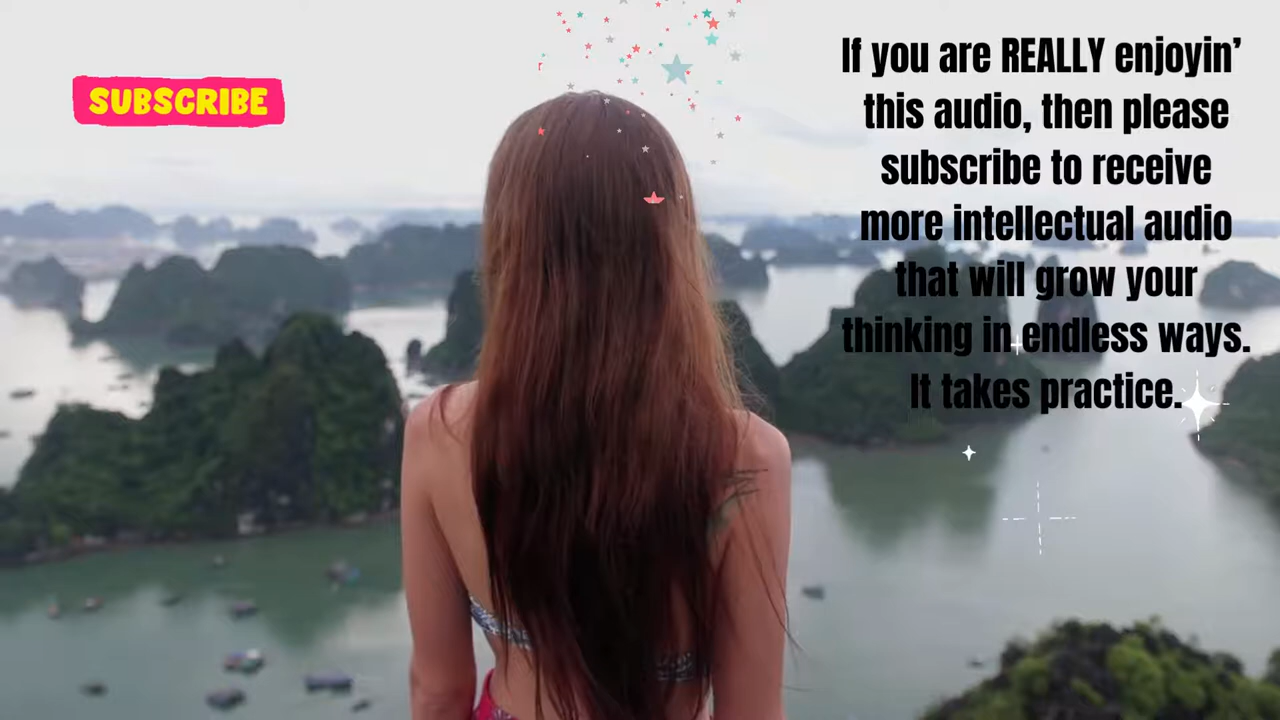 SUBSCRIBE
If you are REALLY enjoyin’
this audio, then please
subscribe to receive
more intellectual audio
that will grow your
thinking in endless ways.
It takes practice.